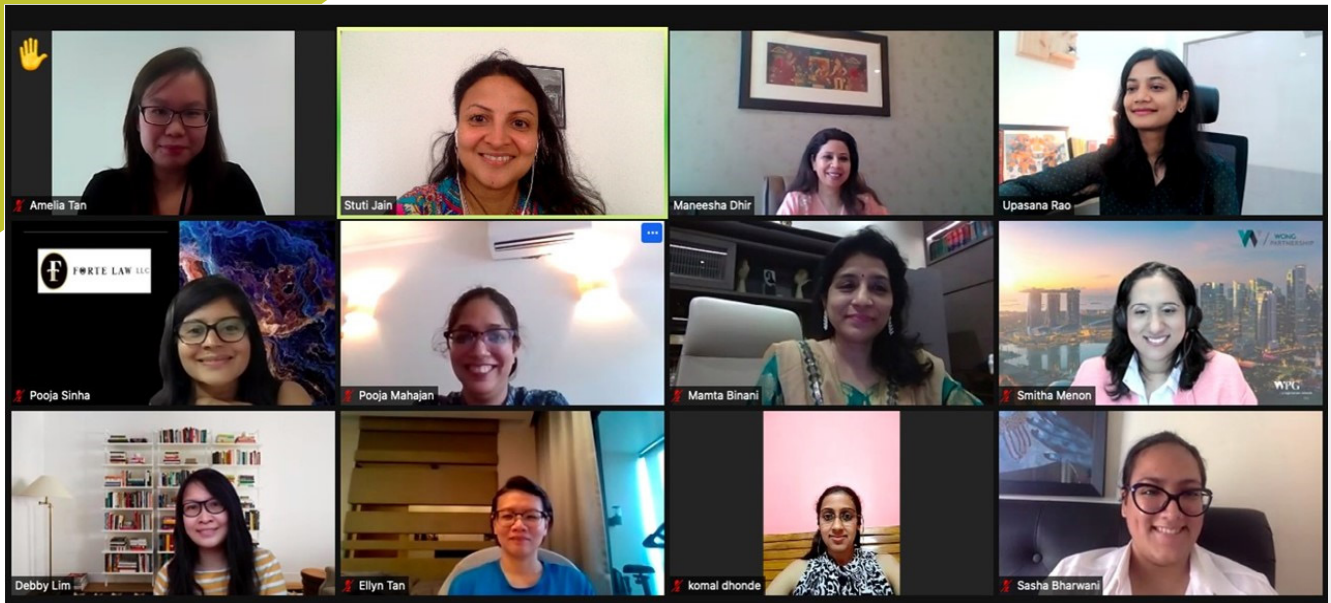 Amelia Tan
Stuti Jain
Maneesha Dhir
Upasana Rao
FORTE LAW LLC
Pooja Sinha
Pooja Mahajan
Mamta Binani
WONG
PARTNERSHIP
WPG
Smitha Menon
Debby Lim
Ellyn Tan
komal dhonde
Sasha Bharwani